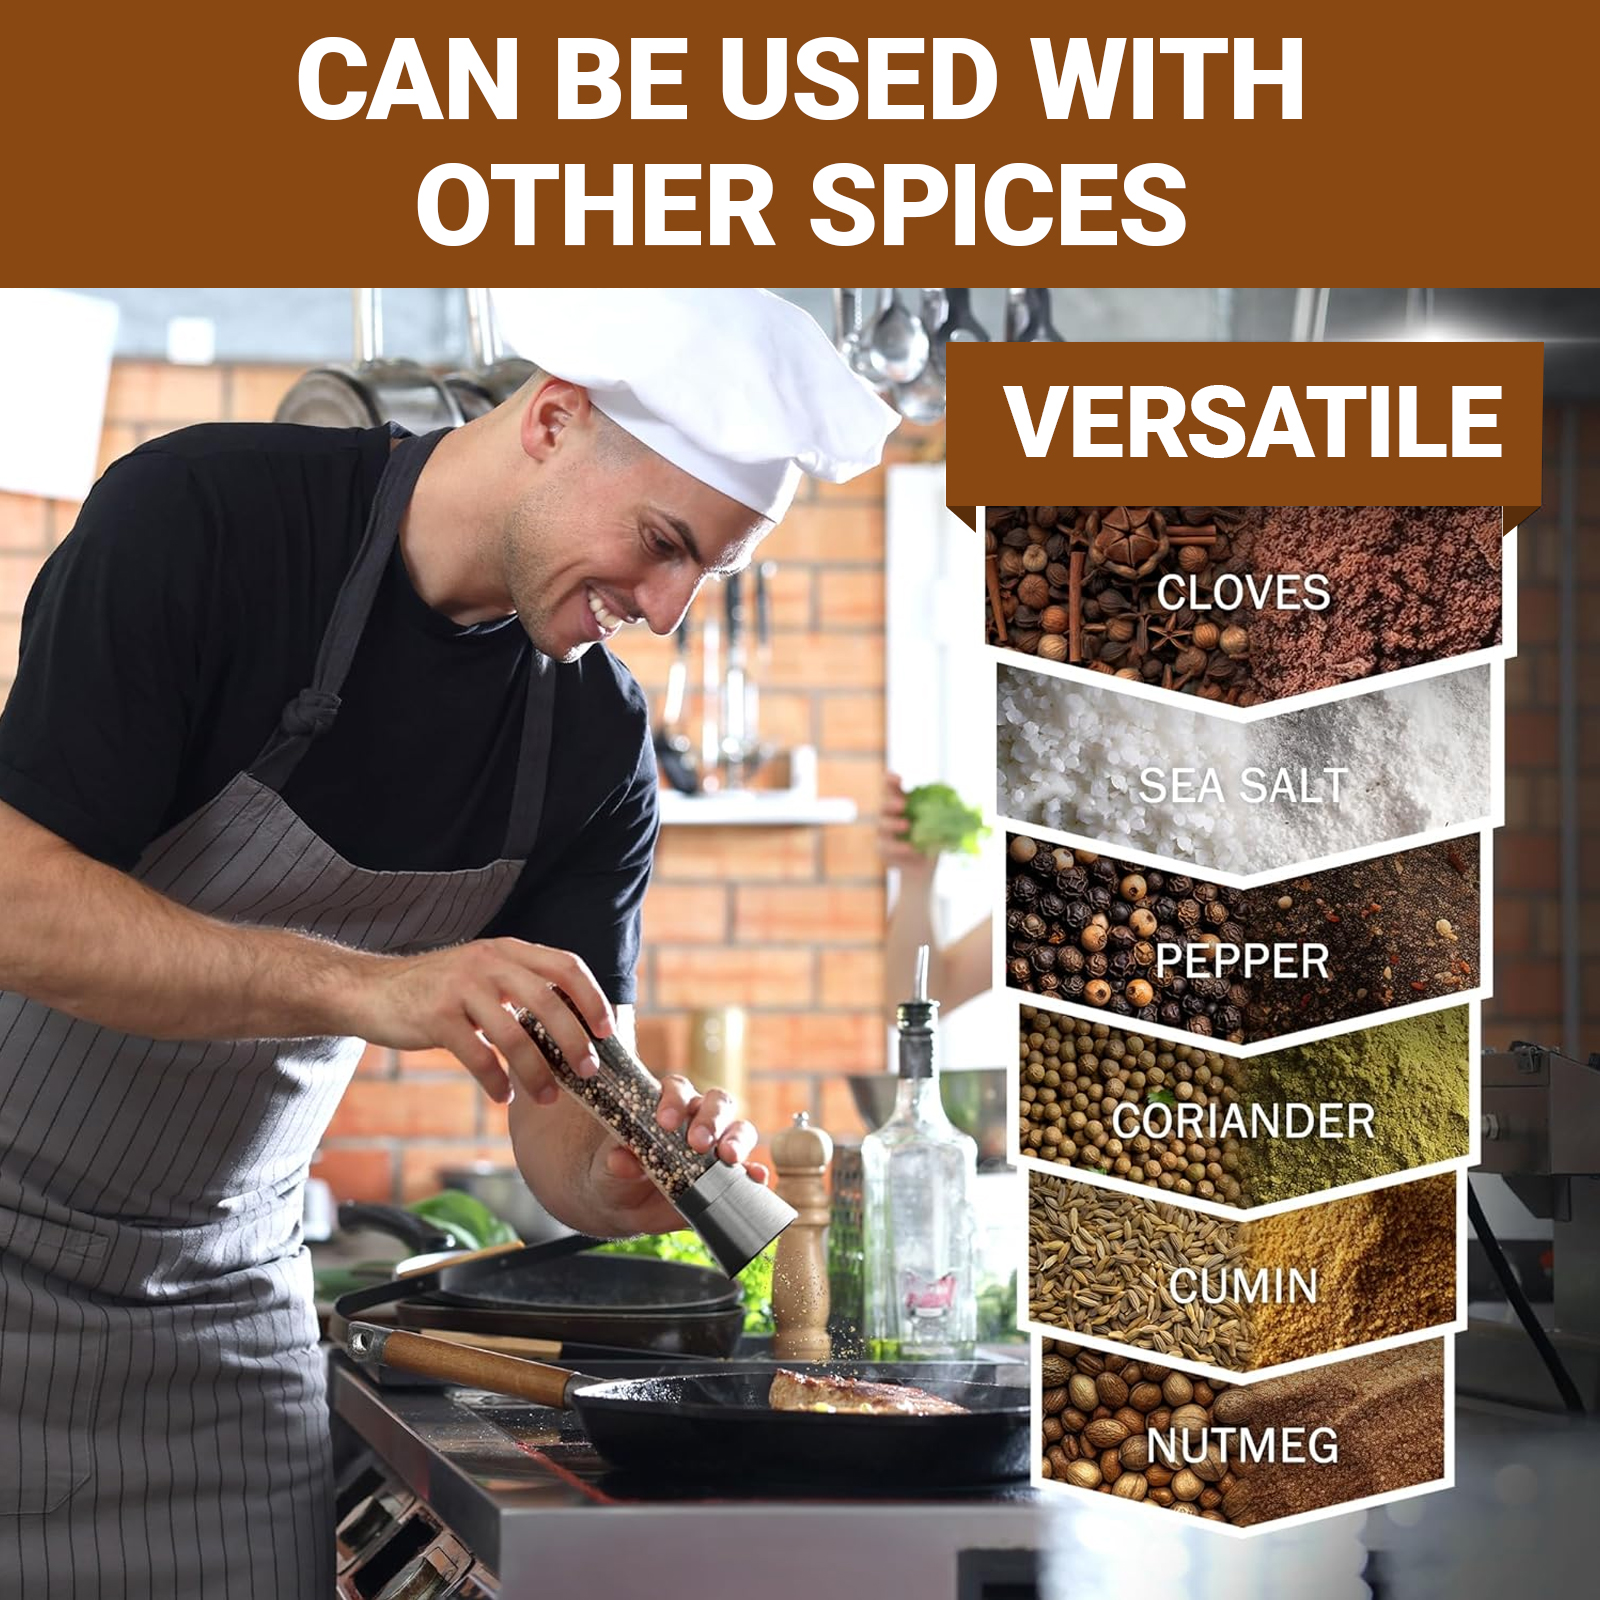 CAN BE USED WITH
OTHER SPICES
VERSATILE
CLOVES
SEA SALT
PEPPER
CORIANDER
CUMIN
NUTMEG